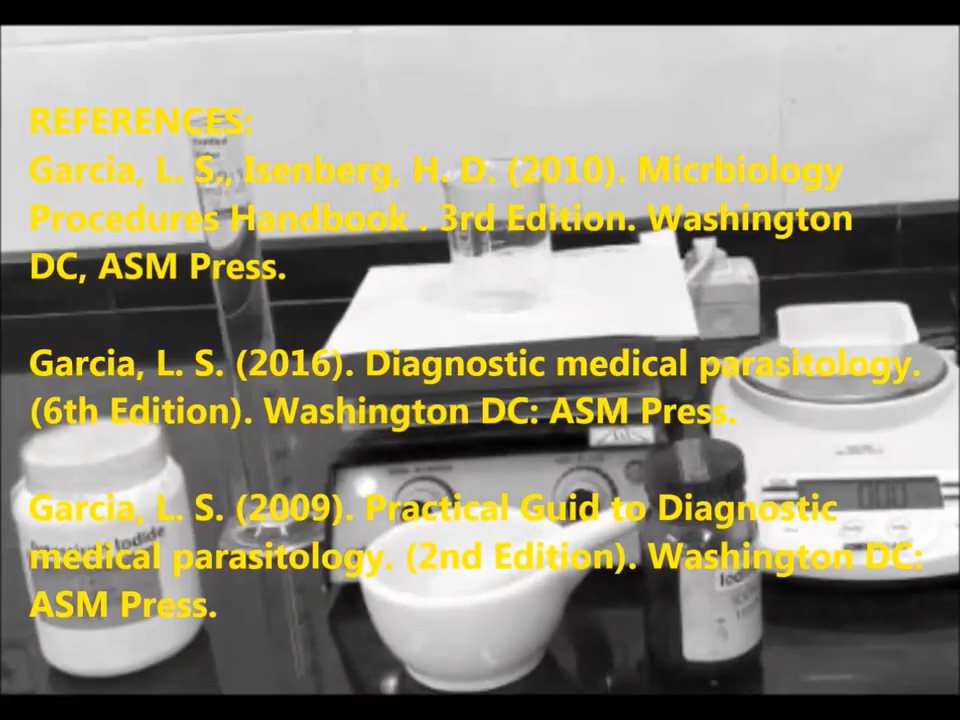 REFERENCES:
Garcia, L. S., Isenberg, H. D. (2010). Micrbiology
Procedures Handbook . 3rd Edition. Washington
DC, ASM Press.
Garcia, L. S. (2016). Diagnostic medical parasitology.
(6th Edition). Washington DC: ASM Press.
Garcia, L. S. (2009). Practical Guid to Diagnostic
medical parasitology. (2nd Edition). Washington DC:
ASM Press.
Iodide